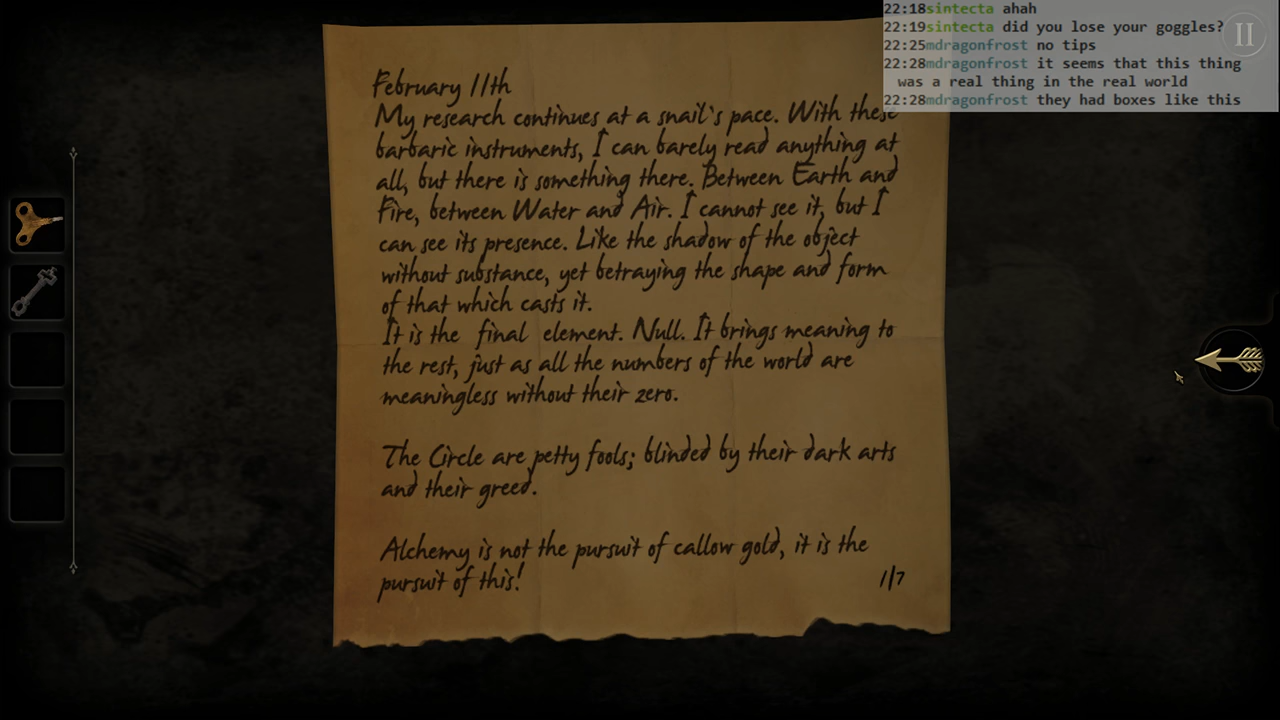 22:18sintecta ahah
22:19sintecta did you lose your goggles?
22:25mdragonfrost no tips
22:28mdragonfrost it seems that this thing
was a real thing in the real world
22:28mdragonfrost they had boxes like this
February 11th
My research continues at a snail's pace. With these
barbaric instruments, I can barely read anything at
all, but there is something there. Between Earth and
Fire, between Water and Air. I cannot see it, but I
can see its presence. Like the shadow of the object
without substance, yet betraying the shape and form
of that which casts it.
It is the final element. Null. It brings meaning to
the rest, just as all the numbers of the world are
meaningless without their zero.
The Circle are petty fools; blinded by their dark arts
and their greed.
Alchemy is not the pursuit of callow gold, it is the
pursuit of this!
1/7